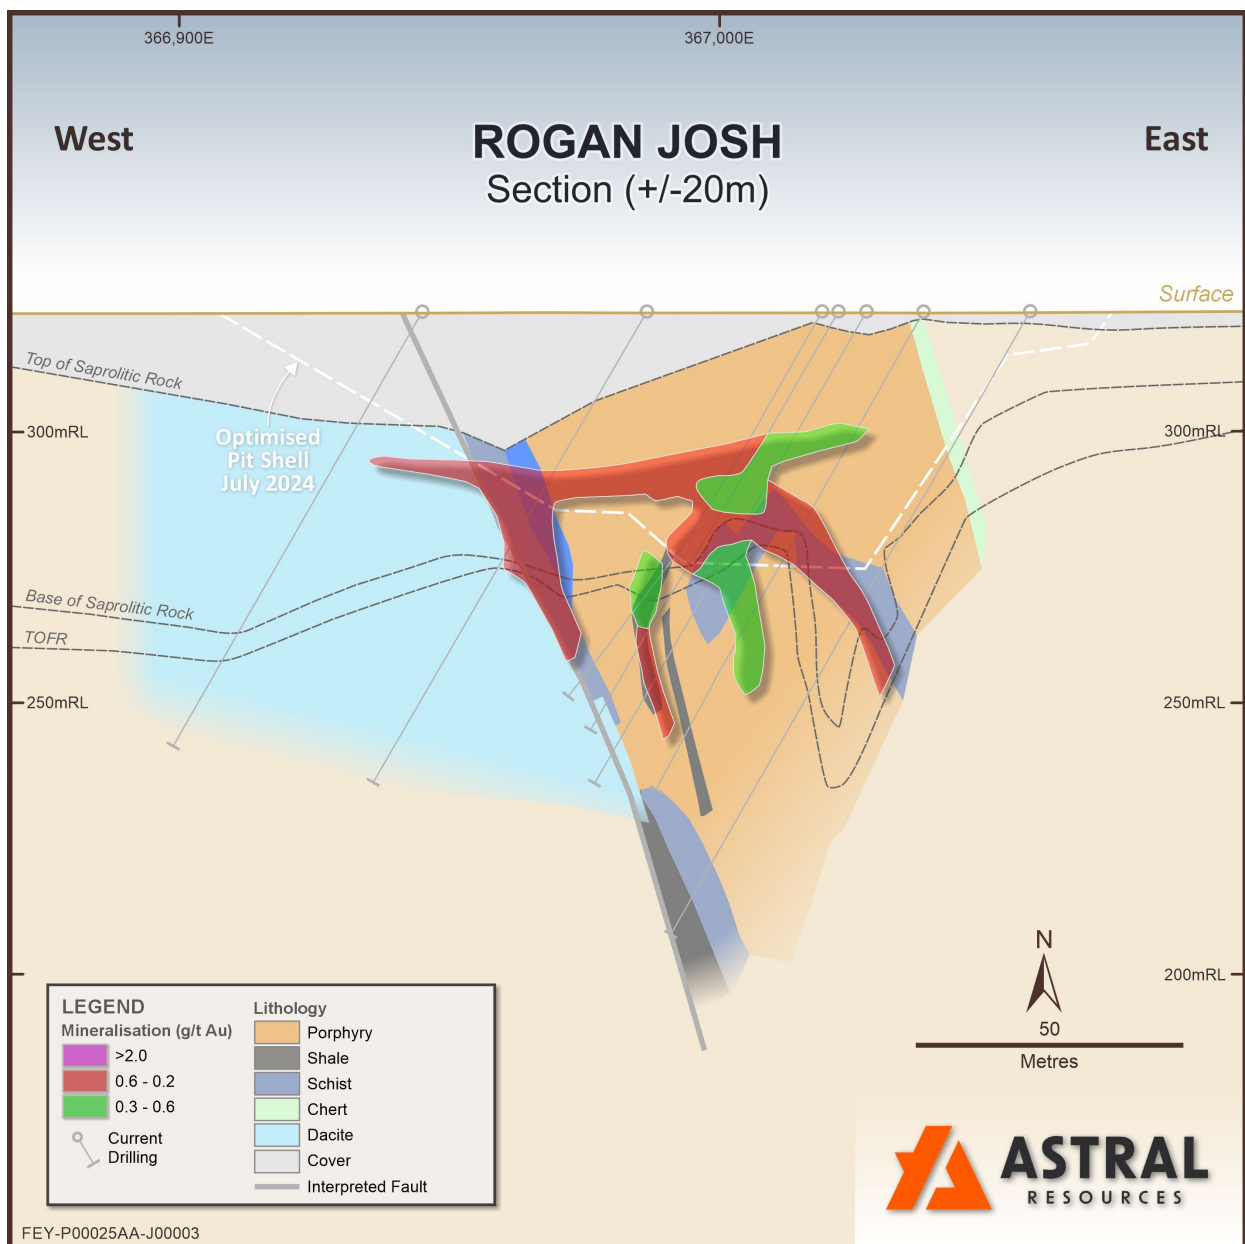 366,900E
367,000E
West
ROGAN JOSH
East
Section (+/-20m)
Surface
Top of Saprolitic Rock
300mRL
300mRL
Optimised
Pit Shell
July 2024
Base of Saprolitic Rock
TOFR
250mRL
250mRL
200mRL
N
50
Metres
LEGEND
Mineralisation (g/t Au)
>2.0
0.6 - 0.2
0.3 - 0.6
Current
Drilling
Lithology
Porphyry
Shale
Schist
Chert
Dacite
Cover
Interpreted Fault
ASTRAL
RESOURCES
FEY-P00025AA-J00003